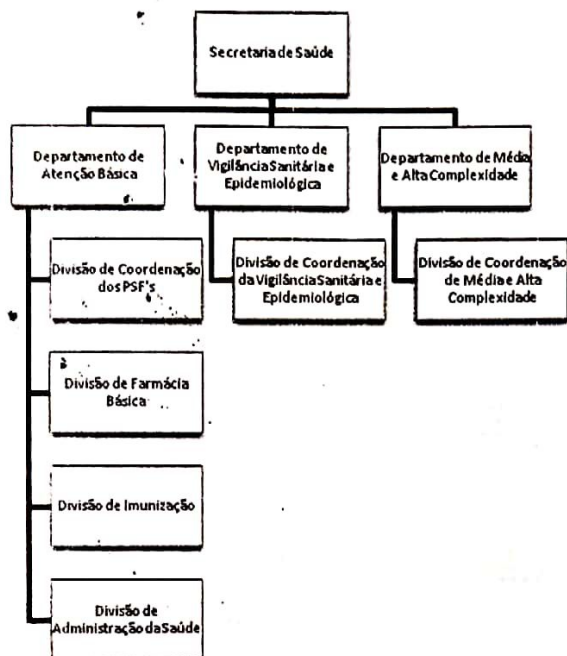 Secretaria de Saúde
Departamento de
Atenção Básica
Departamento de
Vigilância Sanitária e
Epidemiológica
Departamento de Média
e Alta Complexidade
Divisão de Coordenação
dos PSF's
Divisão de Coordenação
da Vigilância Sanitária e
Epidemiológica
Divisão de Coordenação
de Média e Alta
Complexidade
Divisão de Farmácia
Básica
Divisão de Imunização
Divisão de
Administração da Saúde